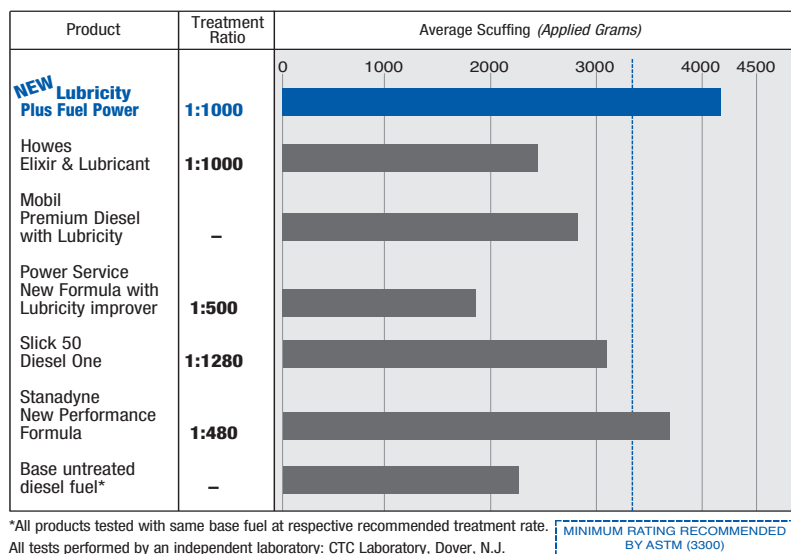 Product
Treatment
Ratio
Average Scuffing (Applied Grams)
0 1000 2000 3000 4000 4500
NEW Lubricity
Plus Fuel Power
1:1000
Howes
Elixir & Lubricant
1:1000
Mobil
Premium Diesel
with Lubricity
–
Power Service
New Formula with
Lubricity improver
1:500
Slick 50
Diesel One
1:1280
Stanadyne
New Performance
Formula
1:480
Base untreated
diesel fuel*
–
*All products tested with same base fuel at respective recommended treatment rate.
All tests performed by an independent laboratory: CTC Laboratory, Dover, N.J.
MINIMUM RATING RECOMMENDED
BY ASTM (3300)